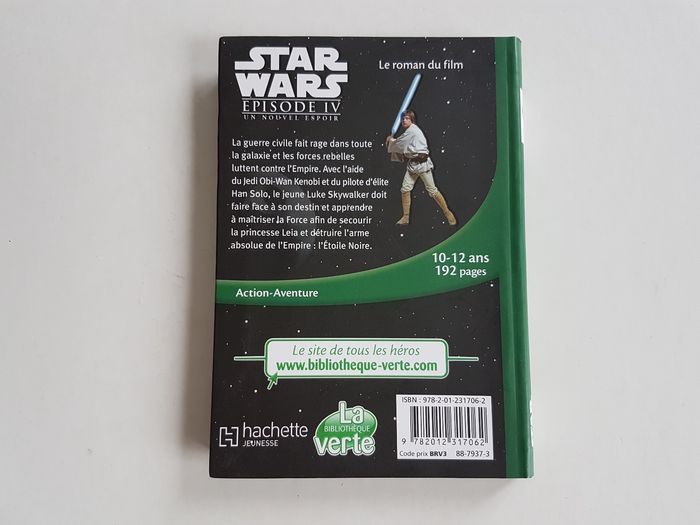 STAR
WARS
EPISODE IV
UN NOUVEL ESPOIR
Le roman du film
La guerre civile fait rage dans toute
la galaxie et les forces rebelles
luttent contre l'Empire. Avec l'aide
du Jedi Obi-Wan Kenobi et du pilote d'élite
Han Solo, le jeune Luke Skywalker doit
faire face à son destin et apprendre
à maîtriser la Force afin de secourir
la princesse Leia et détruire l'arme
absolue de l'Empire : l'Étoile Noire.
10-12 ans
192 pages
Action-Aventure
Le site de tous les héros
www.bibliotheque-verte.com
hachette
JEUNESSE
La
BIBLIOTHÈQUE
verte
ISBN : 978-2-01-231706-2
9 782012 317062
Code prix BRV3 88-7937-3